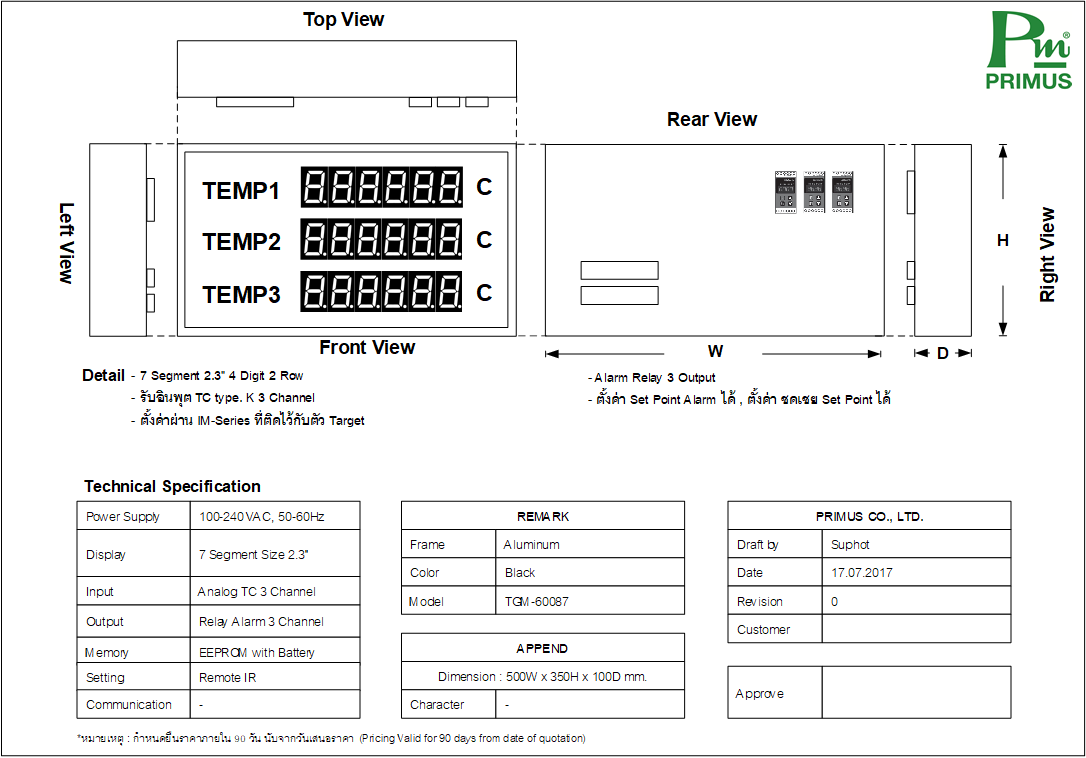 Top View
Pm®
PRIMUS
Rear View
Left View
TEMP1 888888 C
TEMP2 888888 C
TEMP3 888888 C
H
Right View
Front View
W
D
Detail - 7 Segment 2.3" 4 Digit 2 Row
- รับอินพุต TC type. K 3 Channel
- ตั้งค่าผ่าน IM-Series ที่ติดไว้กับตัว Target
- Alarm Relay 3 Output
- ตั้งค่า Set Point Alarm ได้ , ตั้งค่า ชดเชย Set Point ได้
Technical Specification
Power Supply 100-240VAC, 50-60Hz
Display 7 Segment Size 2.3"
Input Analog TC 3 Channel
Output Relay Alarm 3 Channel
Memory EEPROM with Battery
Setting Remote IR
Communication -
REMARK
Frame Aluminum
Color Black
Model TGM-60087
APPEND
Dimension : 500W x 350H x 100D mm.
Character -
PRIMUS CO., LTD.
Draft by Suphot
Date 17.07.2017
Revision 0
Customer
Approve
*หมายเหตุ : กำหนดยืนราคาภายใน 90 วัน นับจากวันเสนอราคา (Pricing Valid for 90 days from date of quotation)